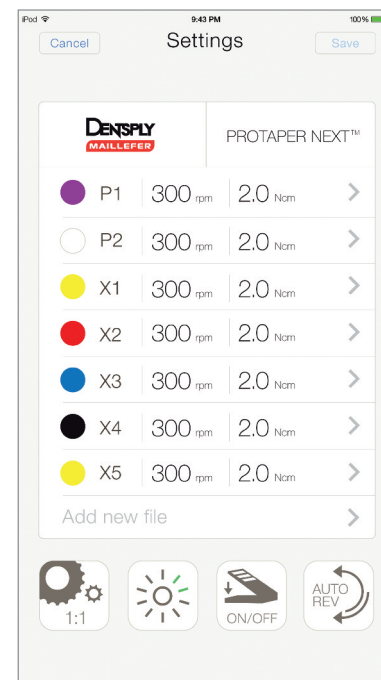 iPod 9:43 PM 100%
Cancel Settings Save
DENTSPLY
MAILLEFER
PROTAPER NEXT™
P1 300 rpm 2.0 Ncm
P2 300 rpm 2.0 Ncm
X1 300 rpm 2.0 Ncm
X2 300 rpm 2.0 Ncm
X3 300 rpm 2.0 Ncm
X4 300 rpm 2.0 Ncm
X5 300 rpm 2.0 Ncm
Add new file
1:1
ON/OFF
AUTO
REV